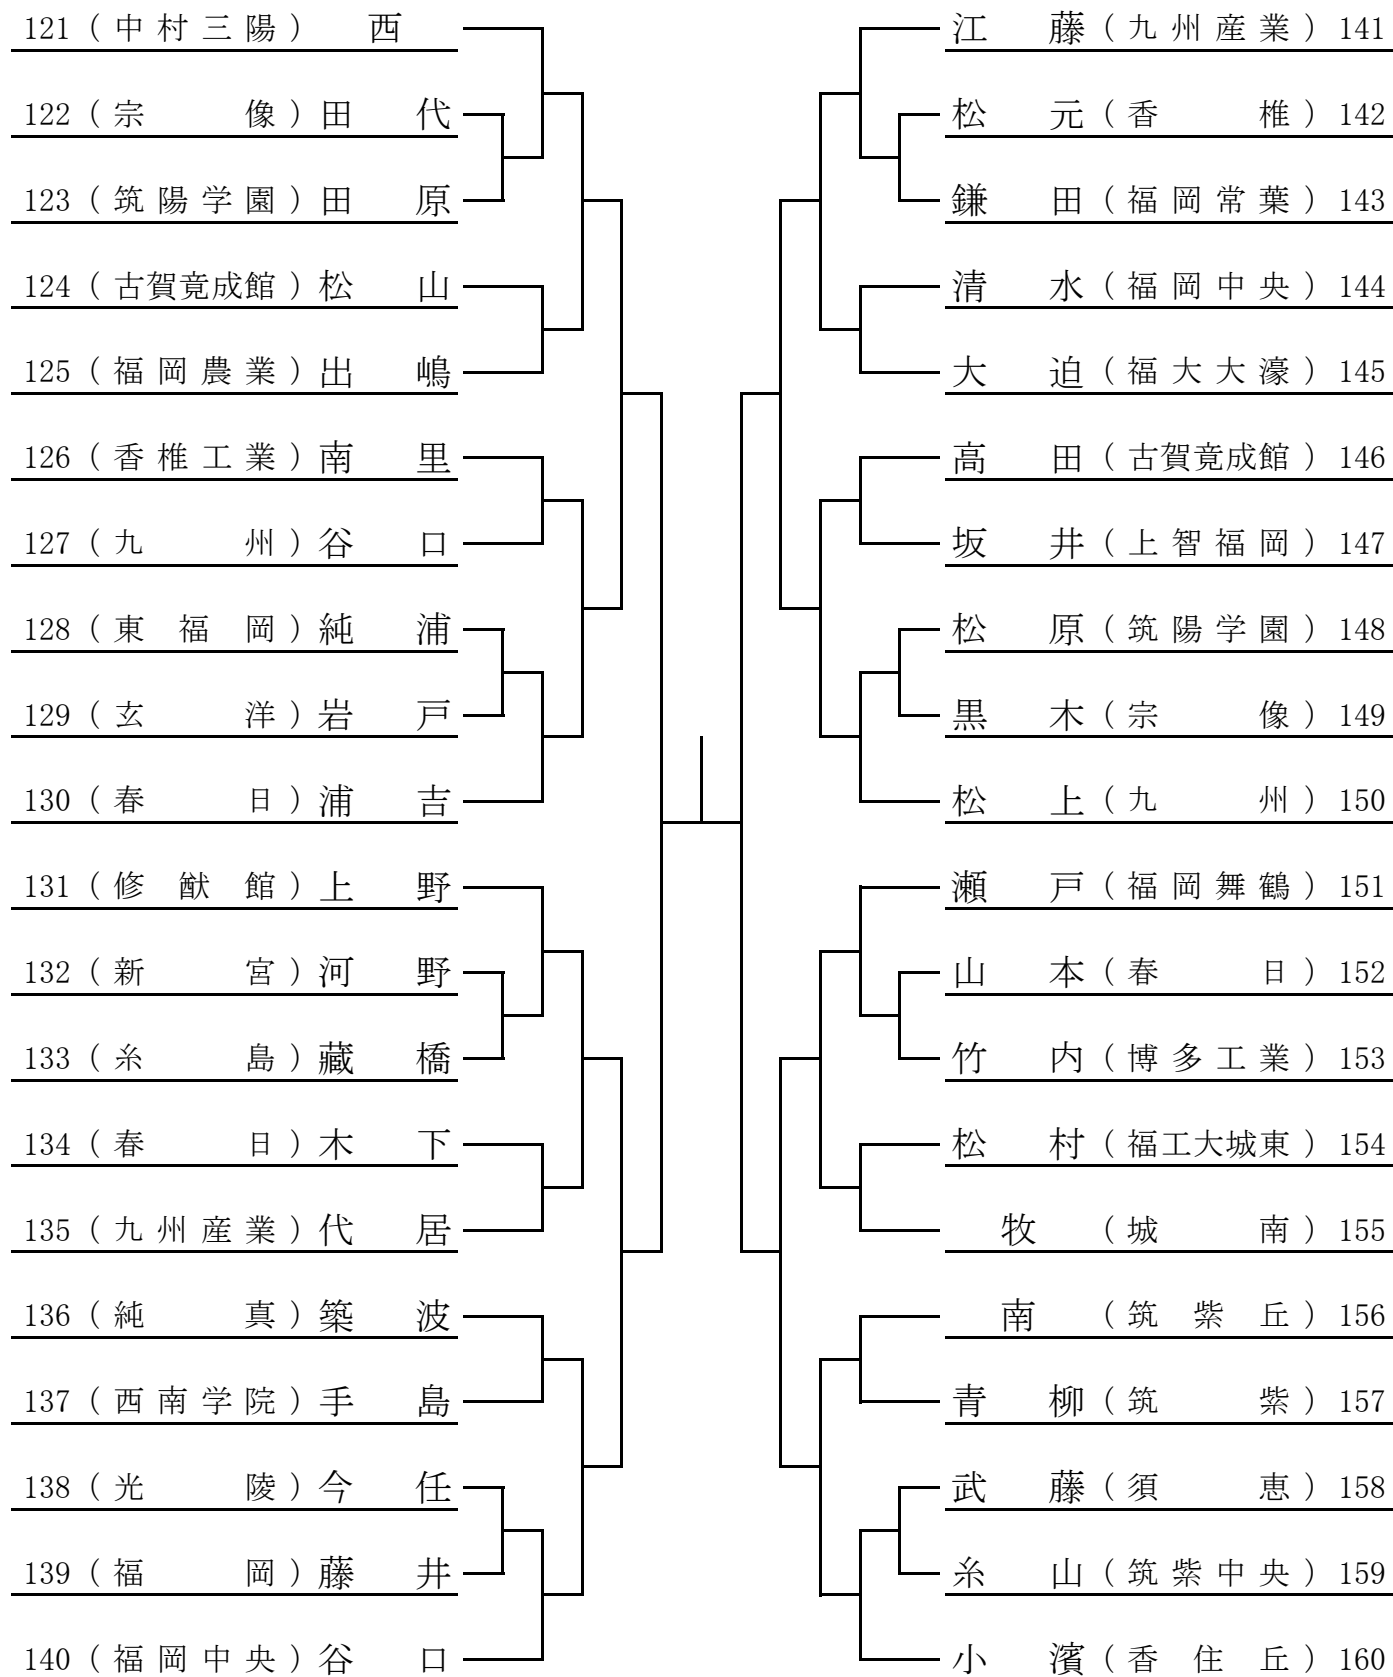 121（中村三陽）西
122（宗像）田代
123（筑陽学園）田原
124（古賀竟成館）松山
125（福岡農業）出嶋
126（香椎工業）南里
127（九州）谷口
128（東福岡）純浦
129（玄洋）岩戸
130（春日）浦吉
131（修猷館）上野
132（新宮）河野
133（糸島）藏橋
134（春日）木下
135（九州産業）代居
136（純真）築波
137（西南学院）手島
138（光陵）今任
139（福岡）藤井
140（福岡中央）谷口
江藤（九州産業）141
松元（香椎）142
鎌田（福岡常葉）143
清水（福岡中央）144
大迫（福大大濠）145
高田（古賀竟成館）146
坂井（上智福岡）147
松原（筑陽学園）148
黒木（宗像）149
松上（九州）150
瀬戸（福岡舞鶴）151
山本（春日）152
竹内（博多工業）153
松村（福工大城東）154
牧（城南）155
南（筑紫丘）156
青柳（筑紫）157
武藤（須恵）158
糸山（筑紫中央）159
小濱（香住丘）160